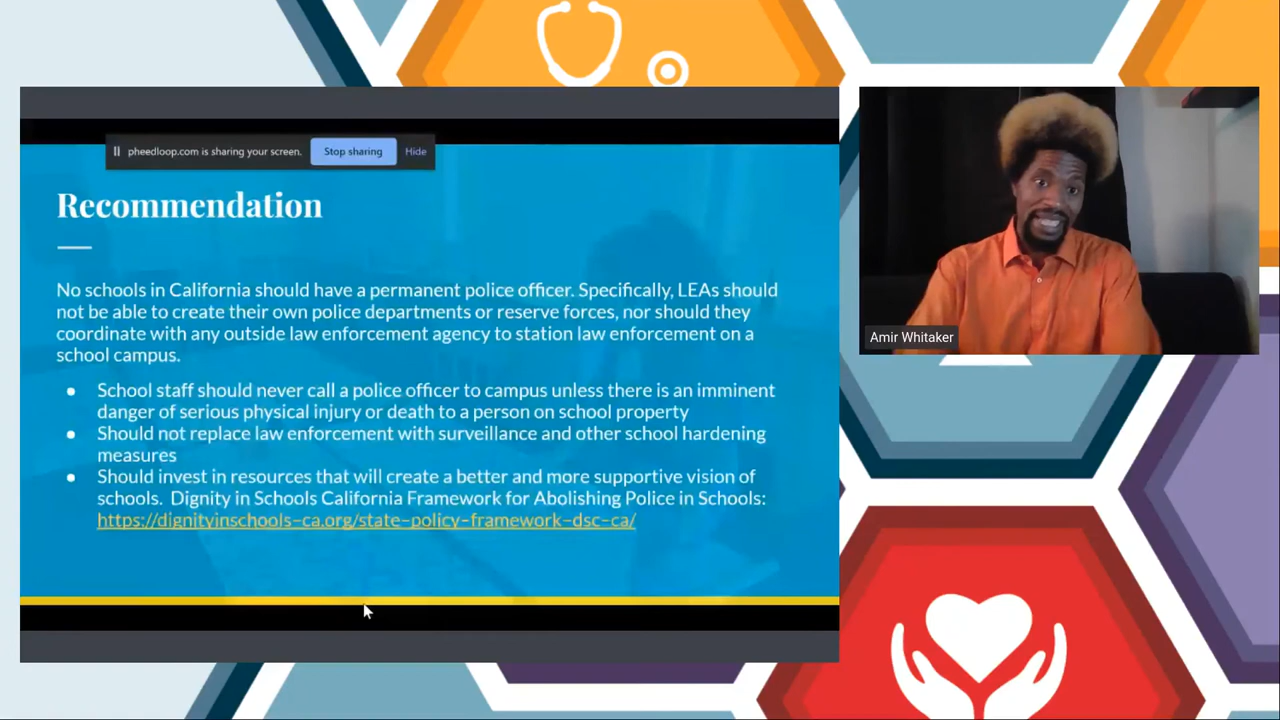 pheedloop.com is sharing your screen. Stop sharing Hide
Recommendation
No schools in California should have a permanent police officer. Specifically, LEAs should
not be able to create their own police departments or reserve forces, nor should they
coordinate with any outside law enforcement agency to station law enforcement on a
school campus.
● School staff should never call a police officer to campus unless there is an imminent
danger of serious physical injury or death to a person on school property
● Should not replace law enforcement with surveillance and other school hardening
measures
● Should invest in resources that will create a better and more supportive vision of
schools. Dignity in Schools California Framework for Abolishing Police in Schools:
https://dignityinschools-ca.org/state-policy-framework-dsc-ca/
Amir Whitaker